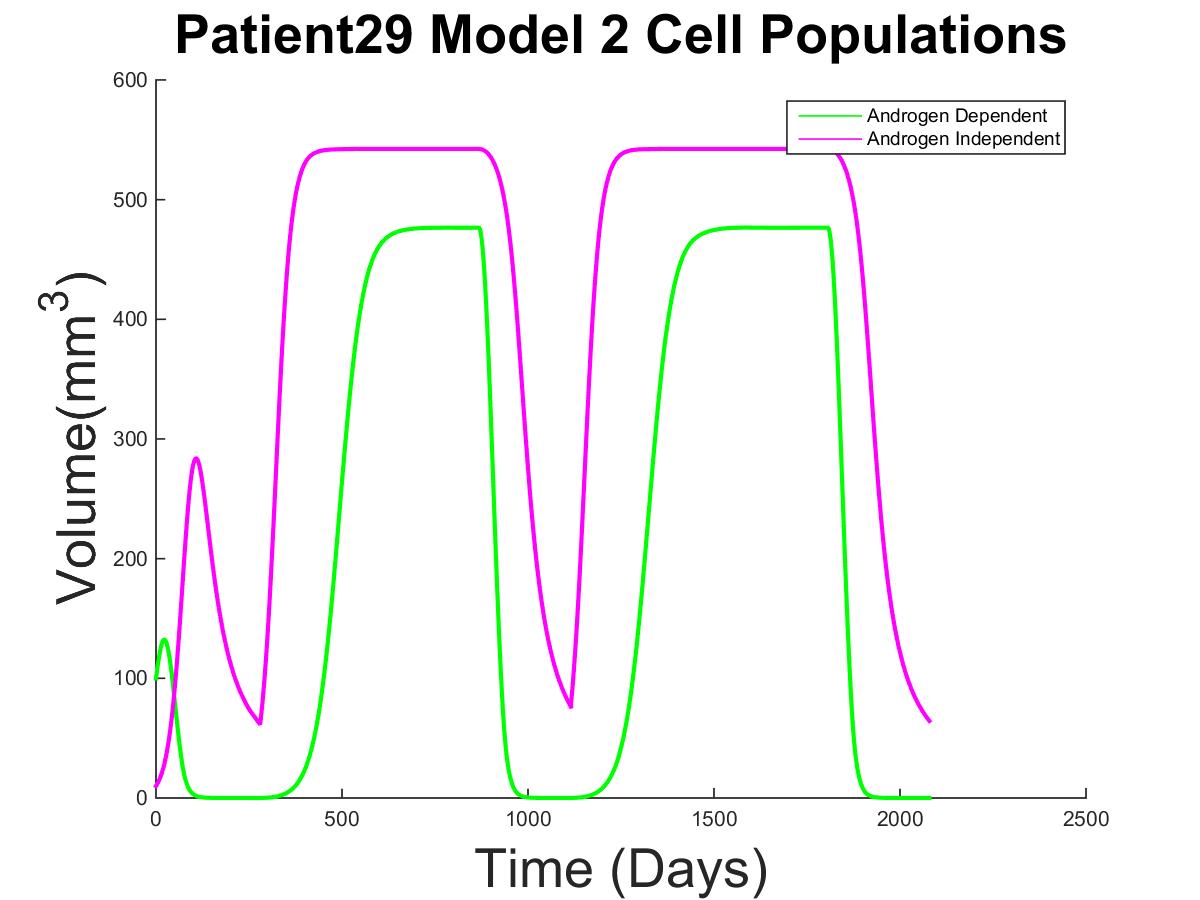 Patient29 Model 2 Cell Populations
600
500
400
300
200
100
0
Volume(mm³)
Androgen Dependent
Androgen Independent
0 500 1000 1500 2000 2500
Time (Days)